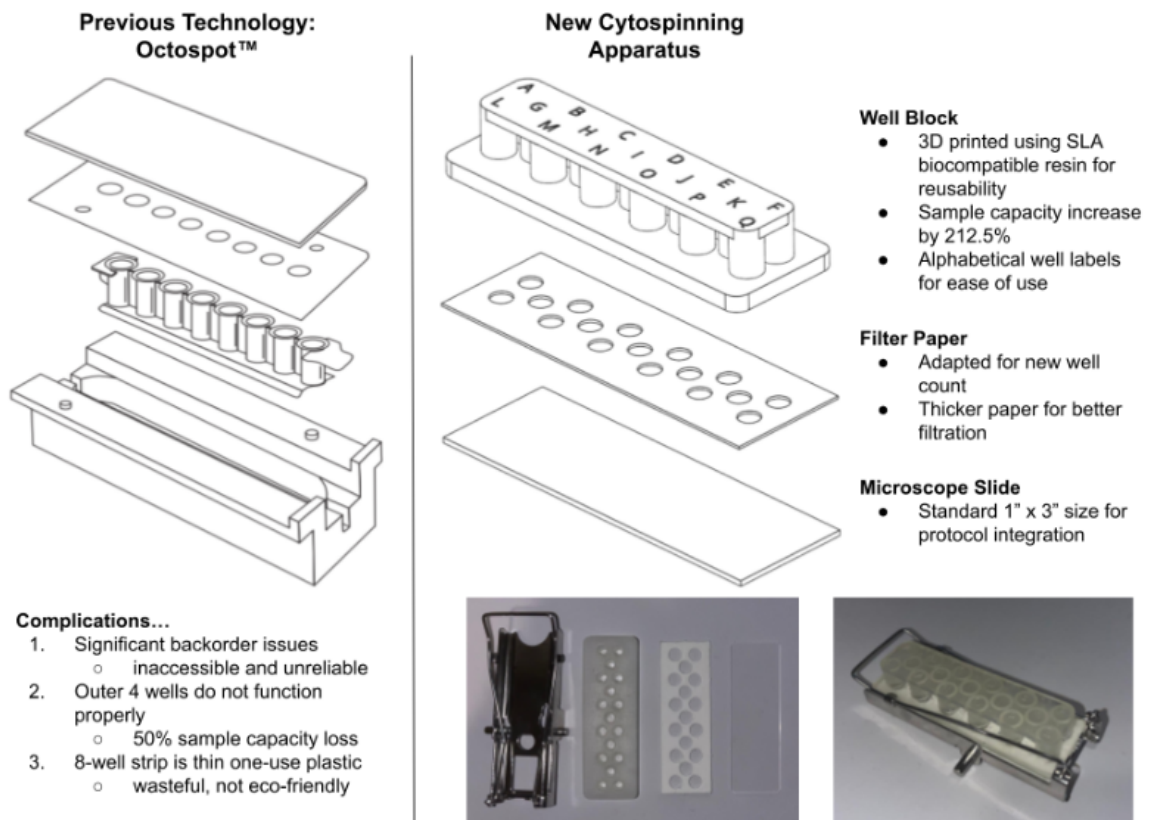 Previous Technology:
Octospot™
Complications...
1. Significant backorder issues
○ inaccessible and unreliable
2. Outer 4 wells do not function
properly
○ 50% sample capacity loss
3. 8-well strip is thin one-use plastic
○ wasteful, not eco-friendly
New Cytospinning
Apparatus
A B C D E F
G H I J K
L M N O P Q
Well Block
● 3D printed using SLA
biocompatible resin for
reusability
● Sample capacity increase
by 212.5%
● Alphabetical well labels
for ease of use
Filter Paper
● Adapted for new well
count
● Thicker paper for better
filtration
Microscope Slide
● Standard 1” x 3” size for
protocol integration